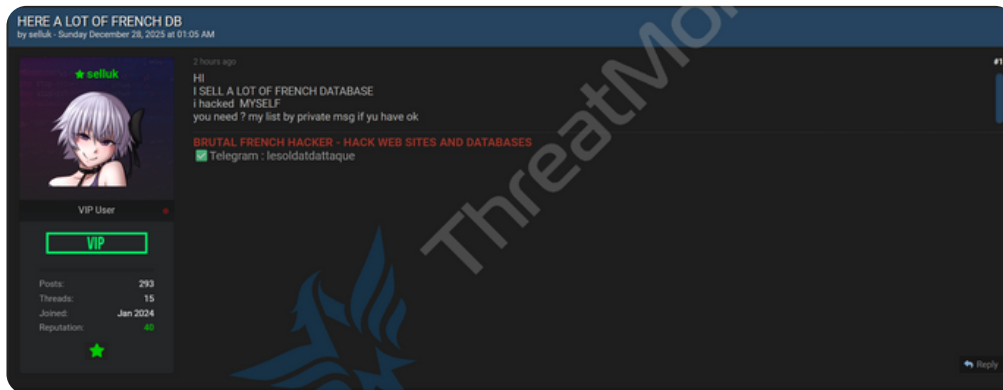 HERE A LOT OF FRENCH DB
by selluk - Sunday December 28, 2025 at 01:05 AM
selluk
VIP User
VIP
Posts: 293
Threads: 15
Joined: Jan 2024
Reputation: 40
2 hours ago
#1
HI
I SELL A LOT OF FRENCH DATABASE
i hacked MYSELF
you need ? my list by private msg if yu have ok
BRUTAL FRENCH HACKER - HACK WEB SITES AND DATABASES
Telegram : lesoldatdattaque
Reply